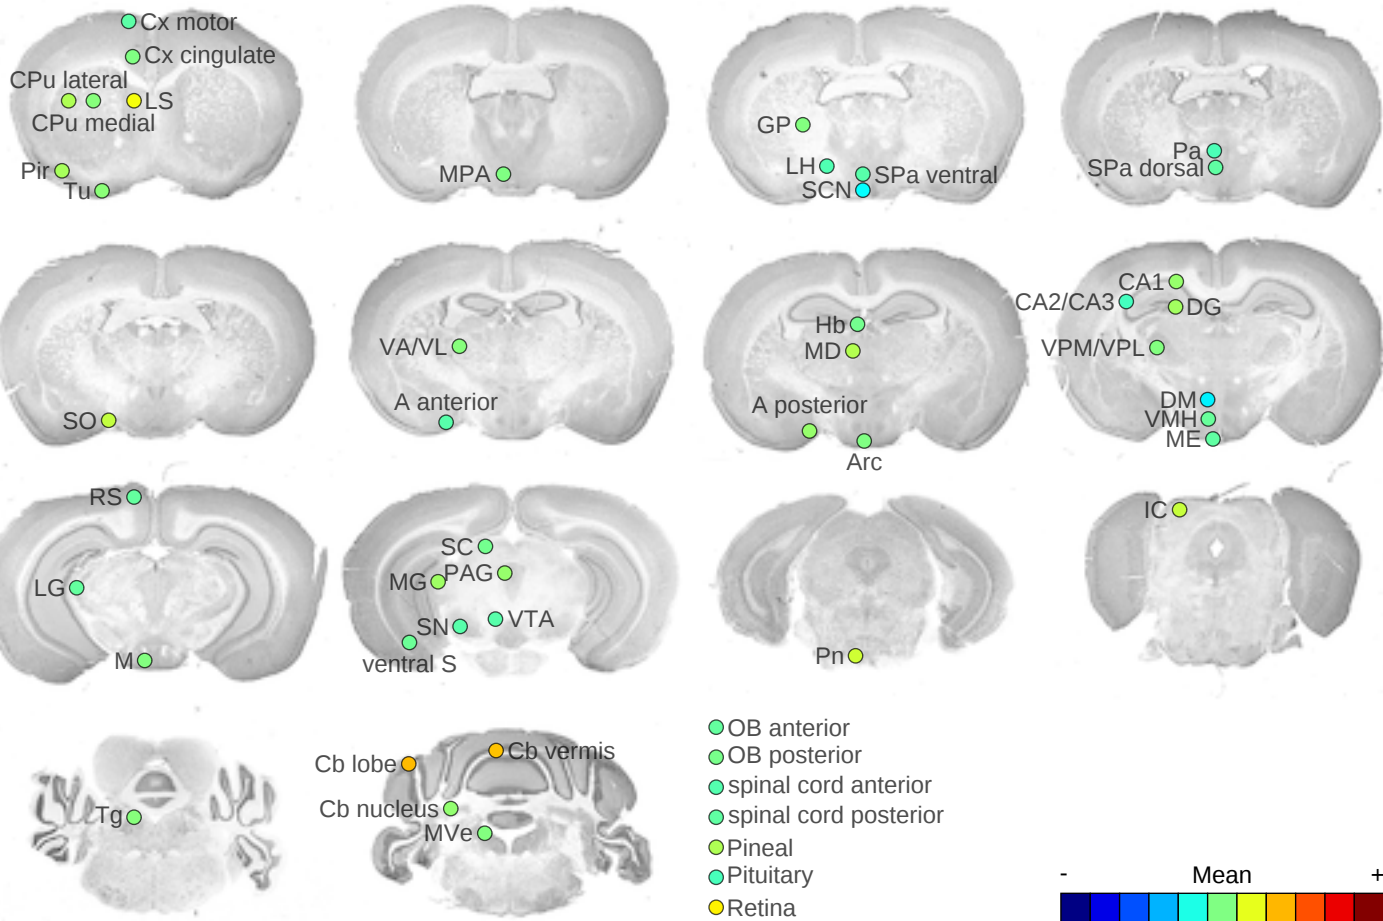 Cx motor
Cx cingulate
CPu lateral
LS
CPu medial
Pir
Tu
MPA
GP
LH
SPa ventral
SCN
Pa
SPa dorsal
SO
VA/VL
A anterior
Hb
MD
A posterior
Arc
CA1
CA2/CA3
DG
VPM/VPL
DM
VMH
ME
RS
LG
M
SC
MG
PAG
SN
VTA
ventral S
Pn
IC
Tg
Cb lobe
Cb vermis
Cb nucleus
MVe
OB anterior
OB posterior
spinal cord anterior
spinal cord posterior
Pineal
Pituitary
Retina
- Mean +